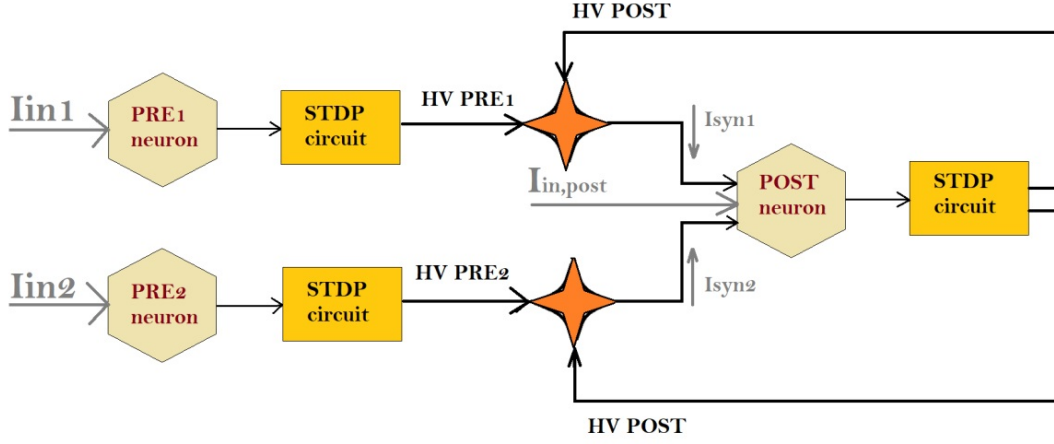 HV POST
Iin1
PRE1
neuron
STDP
circuit
HV PRE1
Isyn1
Iin,post
POST
neuron
STDP
circuit
Iin2
PRE2
neuron
STDP
circuit
HV PRE2
Isyn2
HV POST